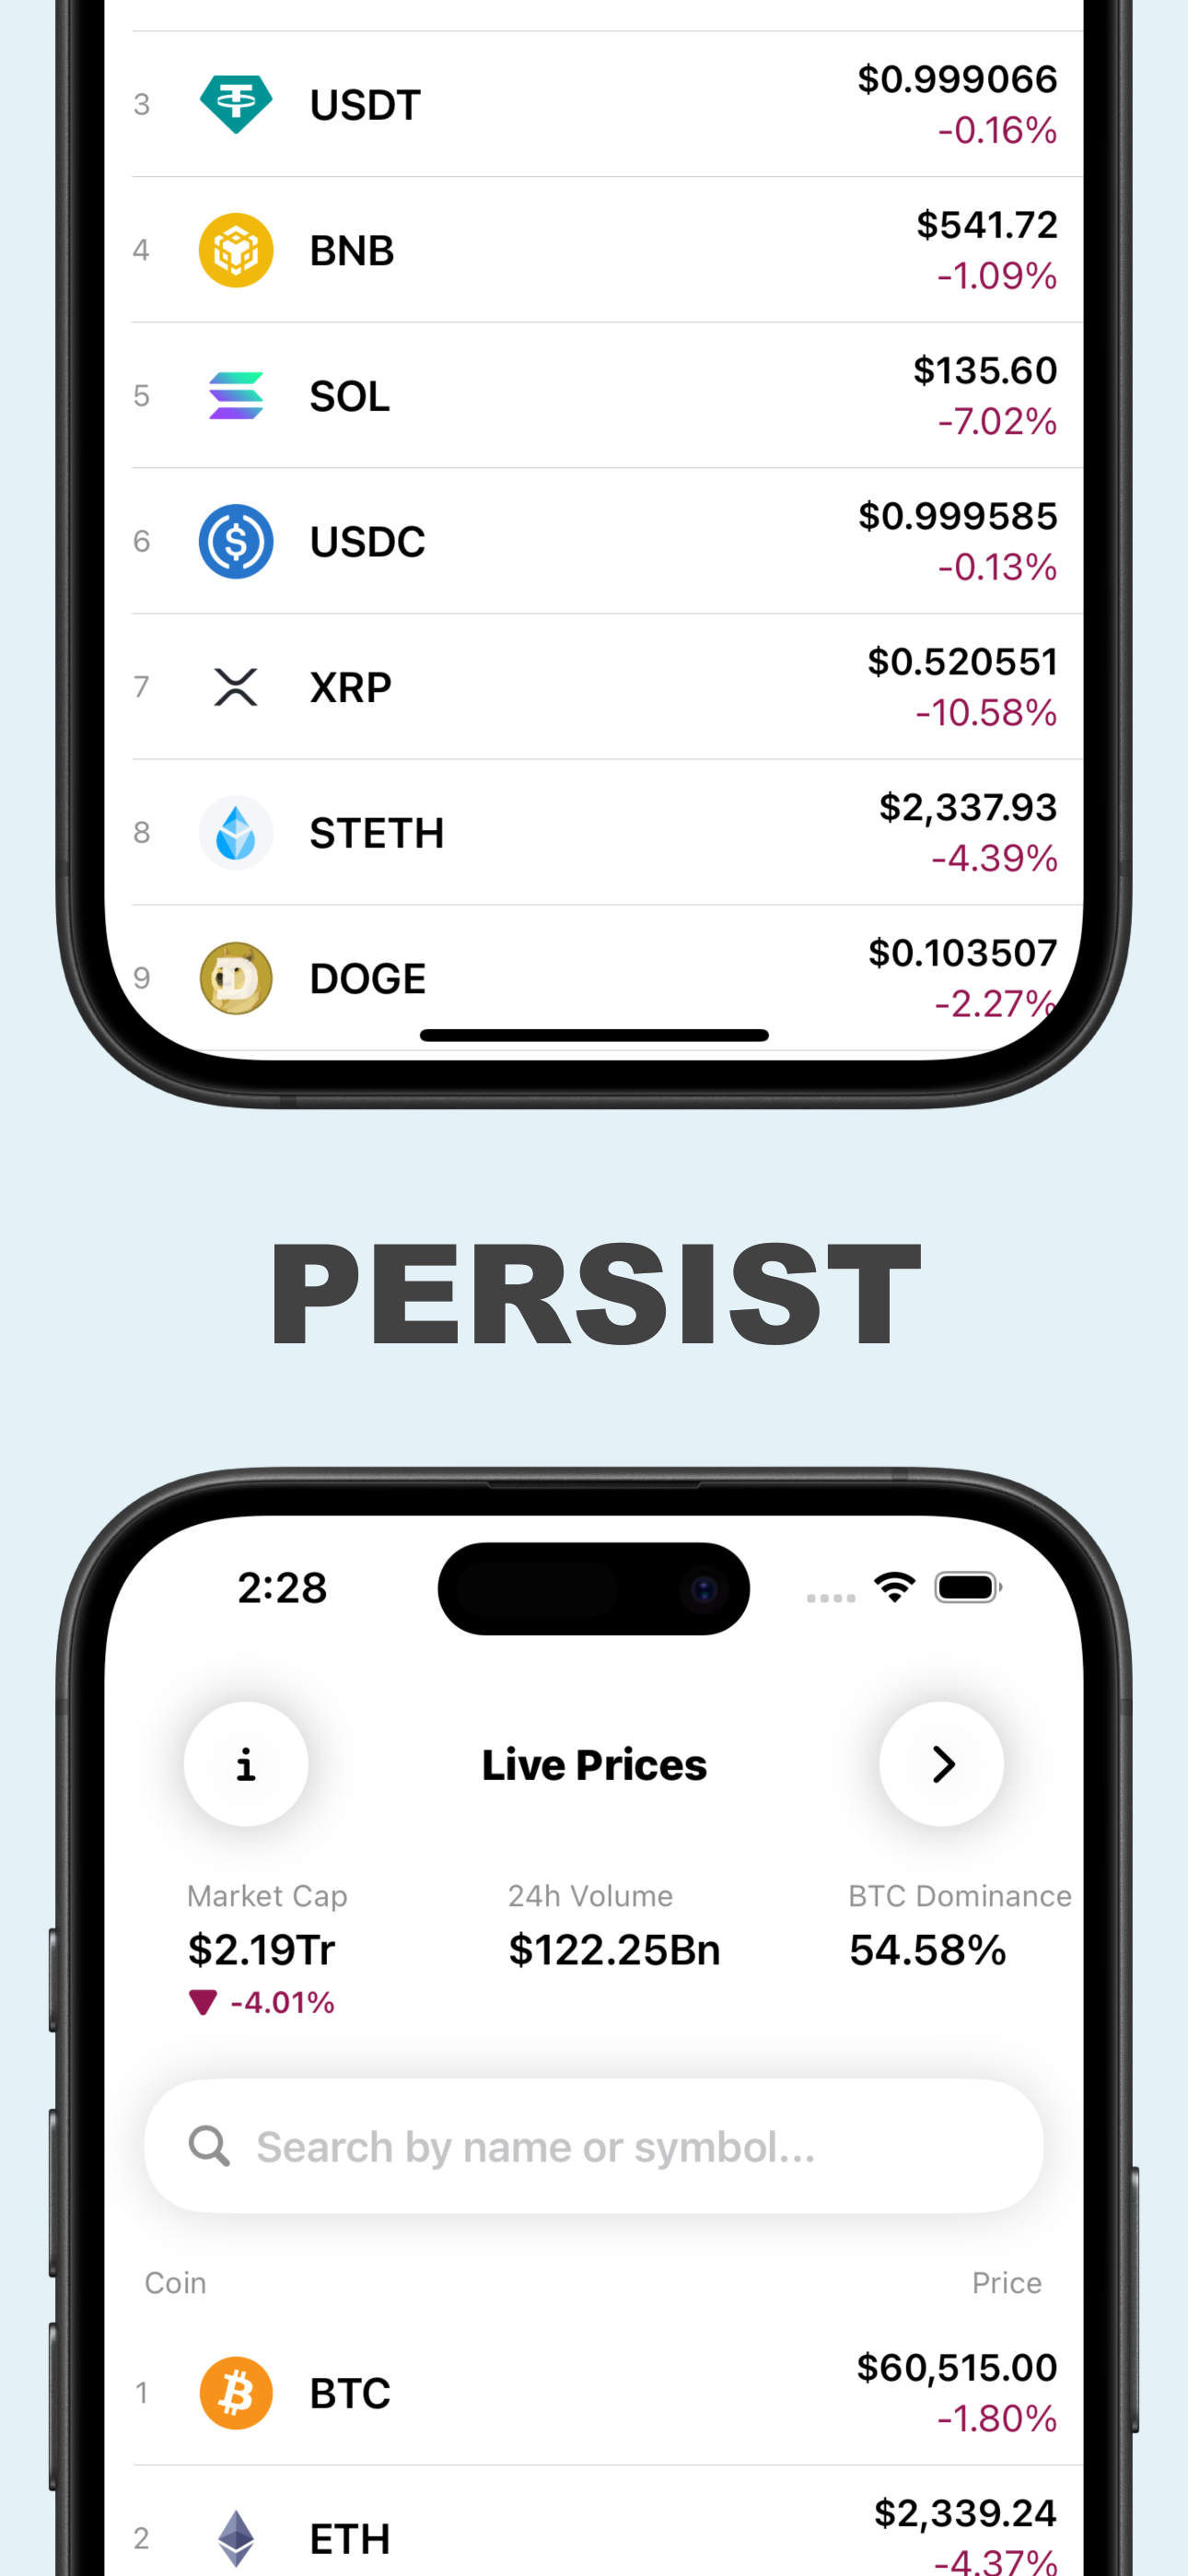 3 USDT $0.999066
-0.16%
4 BNB $541.72
-1.09%
5 SOL $135.60
-7.02%
6 USDC $0.999585
-0.13%
7 XRP $0.520551
-10.58%
8 STETH $2,337.93
-4.39%
9 DOGE $0.103507
-2.27%
PERSIST
2:28
i Live Prices
Market Cap 24h Volume BTC Dominance
$2.19Tr $122.25Bn 54.58%
-4.01%
Search by name or symbol...
Coin Price
1 BTC $60,515.00
-1.80%
2 ETH $2,339.24
-4.37%